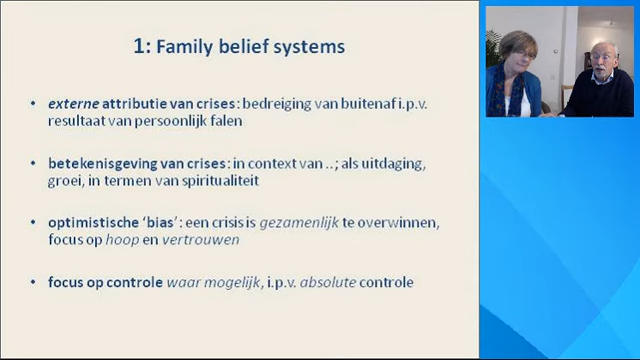 1: Family belief systems
• externe attributie van crises: bedreiging van buitenaf i.p.v.
resultaat van persoonlijk falen
• betekenisgeving van crises: in context van ..; als uitdaging,
groei, in termen van spiritualiteit
• optimistische ‘bias’: een crisis is gezamenlijk te overwinnen,
focus op hoop en vertrouwen
• focus op controle waar mogelijk, i.p.v. absolute controle